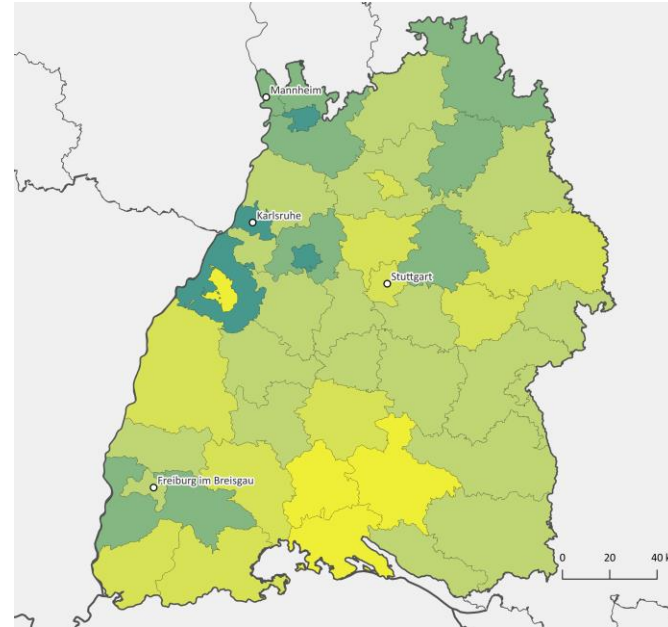 Mannheim
Karlsruhe
Stuttgart
Freiburg im Breisgau
0 20 40 k